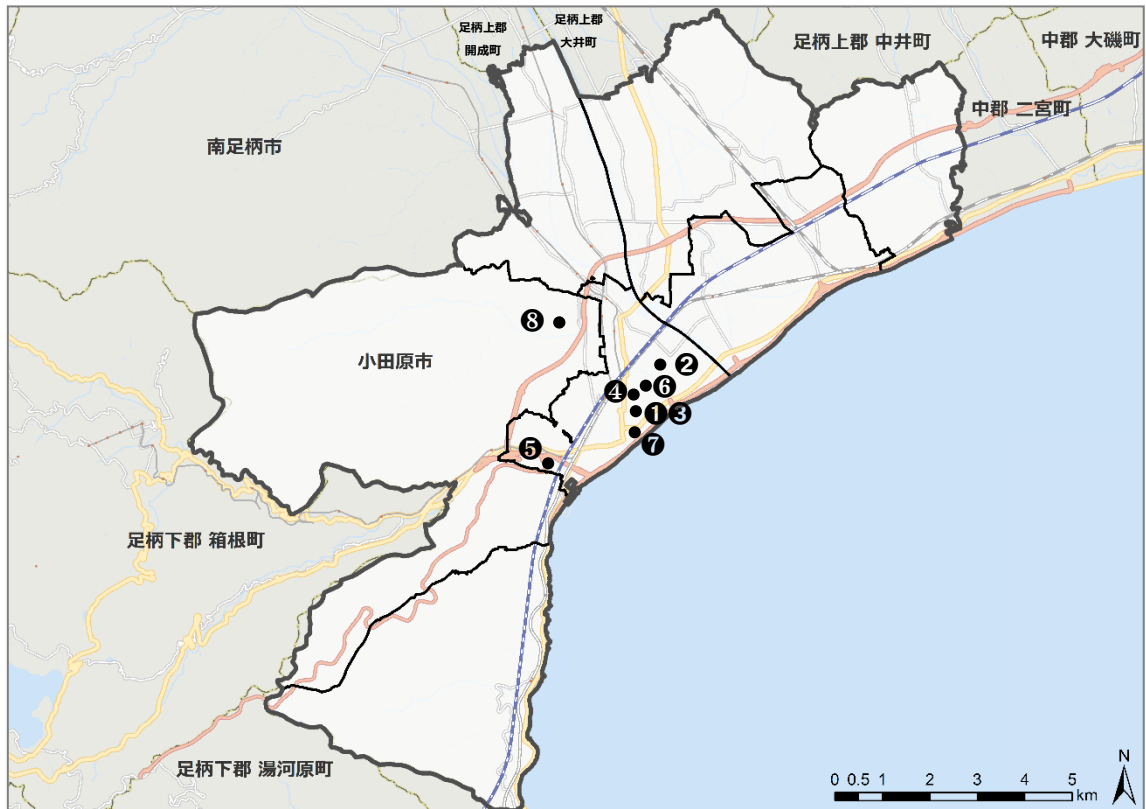 足柄上郡
開成町
足柄上郡
大井町
足柄上郡 中井町
中郡 大磯町
中郡 二宮町
南足柄市
小田原市
❽
❷
❻
❹
❶❸
❼
❺
足柄下郡 箱根町
足柄下郡 湯河原町
N
0 0.5 1 2 3 4 5
km